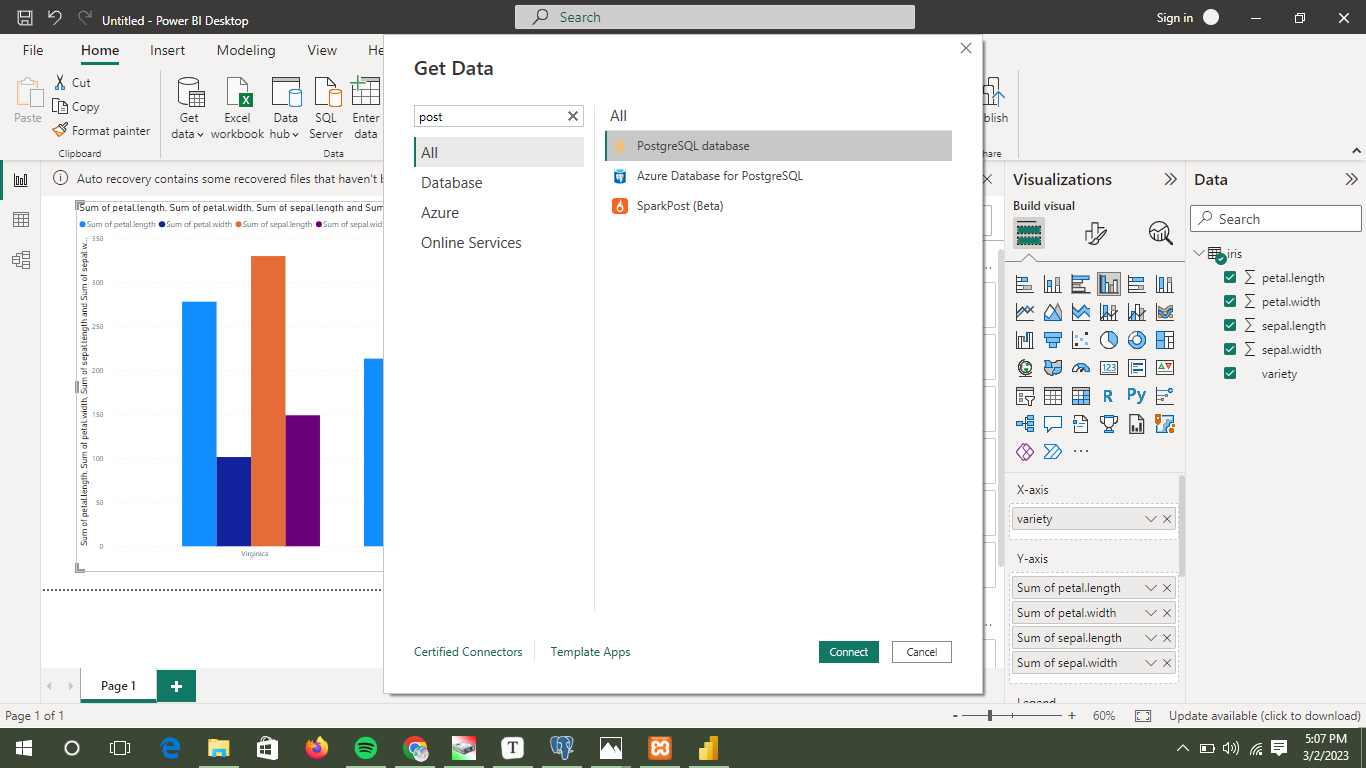 Untitled - Power BI Desktop
Search
Sign in
File
Home
Insert
Modeling
View
He
Paste
Cut
Copy
Format painter
Clipboard
Get data
Excel workbook
Data hub
SQL Server
Enter data
Data
blish
hare
Auto recovery contains some recovered files that haven't b
Get Data
post
All
Database
Azure
Online Services
All
PostgreSQL database
Azure Database for PostgreSQL
SparkPost (Beta)
Certified Connectors
Template Apps
Connect
Cancel
Sum of petal.length, Sum of petal.width, Sum of sepal.length and Sum
Sum of petal.length
Sum of petal.width
Sum of sepal.length
Sum of sepal.widt
Sum of petal.length, Sum of petal.width, Sum of sepal.length and Sum of sepal.w...
350
300
250
200
150
100
50
0
Virginica
Visualizations
Build visual
123
R
Py
X-axis
variety
Y-axis
Sum of petal.length
Sum of petal.width
Sum of sepal.length
Sum of sepal.width
Legend
Data
Search
iris
petal.length
petal.width
sepal.length
sepal.width
variety
Page 1
Page 1 of 1
60%
Update available (click to download)
5:07 PM
3/2/2023